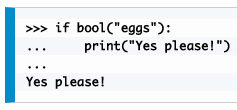 >>> if bool("eggs"):
...     print("Yes please!")
...
Yes please!